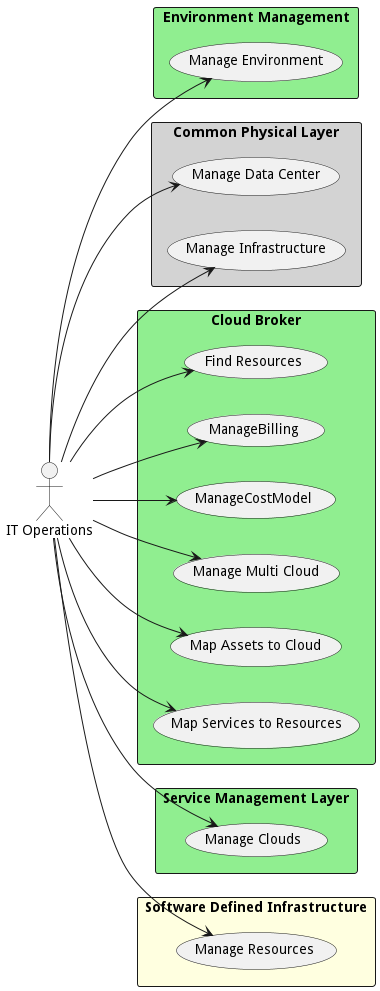 Environment Management
Manage Environment
Common Physical Layer
Manage Data Center
Manage Infrastructure
Cloud Broker
Find Resources
ManageBilling
ManageCostModel
IT Operations
Manage Multi Cloud
Map Assets to Cloud
Map Services to Resources
Service Management Layer
Manage Clouds
Software Defined Infrastructure
Manage Resources